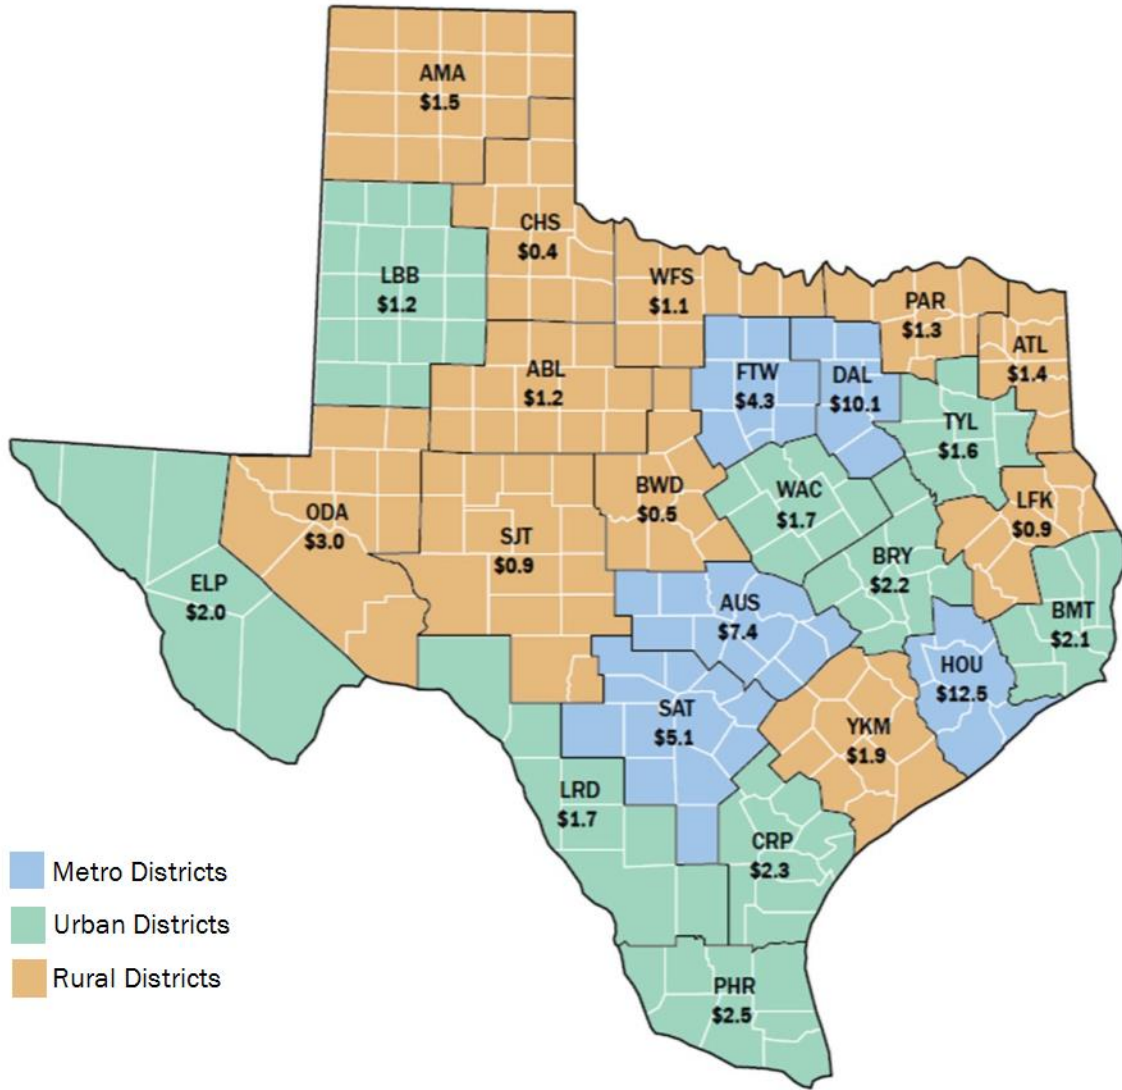 AMA
$1.5
CHS
$0.4
LBB
$1.2
WFS
$1.1
PAR
$1.3
ATL
$1.4
ABL
$1.2
FTW
$4.3
DAL
$10.1
TYL
$1.6
ODA
$3.0
SJT
$0.9
BWD
$0.5
WAC
$1.7
LFK
$0.9
ELP
$2.0
AUS
$7.4
BRY
$2.2
BMT
$2.1
HOU
$12.5
SAT
$5.1
YKM
$1.9
LRD
$1.7
CRP
$2.3
PHR
$2.5
Metro Districts
Urban Districts
Rural Districts